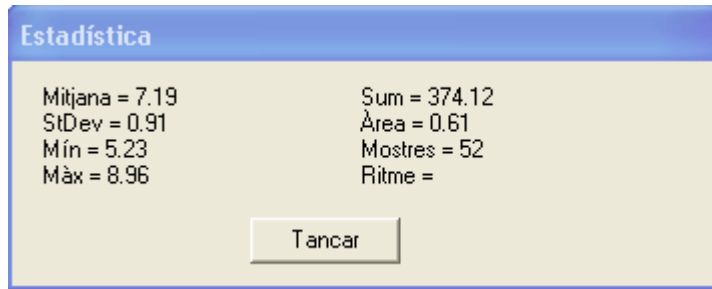 Estadística
Mitjana = 7.19
StDev = 0.91
Mín = 5.23
Màx = 8.96
Sum = 374.12
Àrea = 0.61
Mostres = 52
Ritme =
Tancar